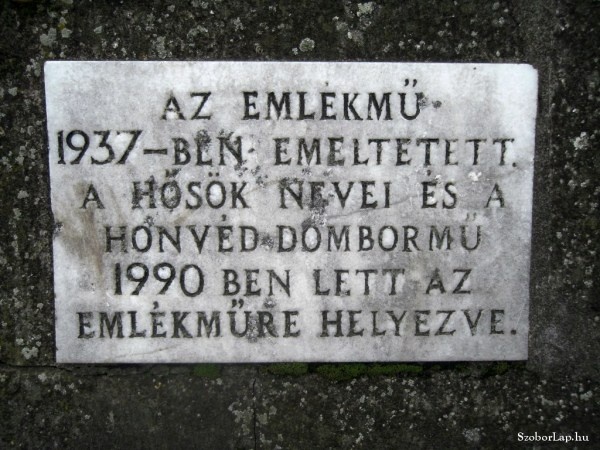 AZ EMLÉKMŰ
1937-BEN EMELTETETT.
A HŐSÖK NEVEI ÉS A
HONVÉD DOMBORMŰ
1990 BEN LETT AZ
EMLÉKMŰRE HELYEZVE.
SzoborLap.hu